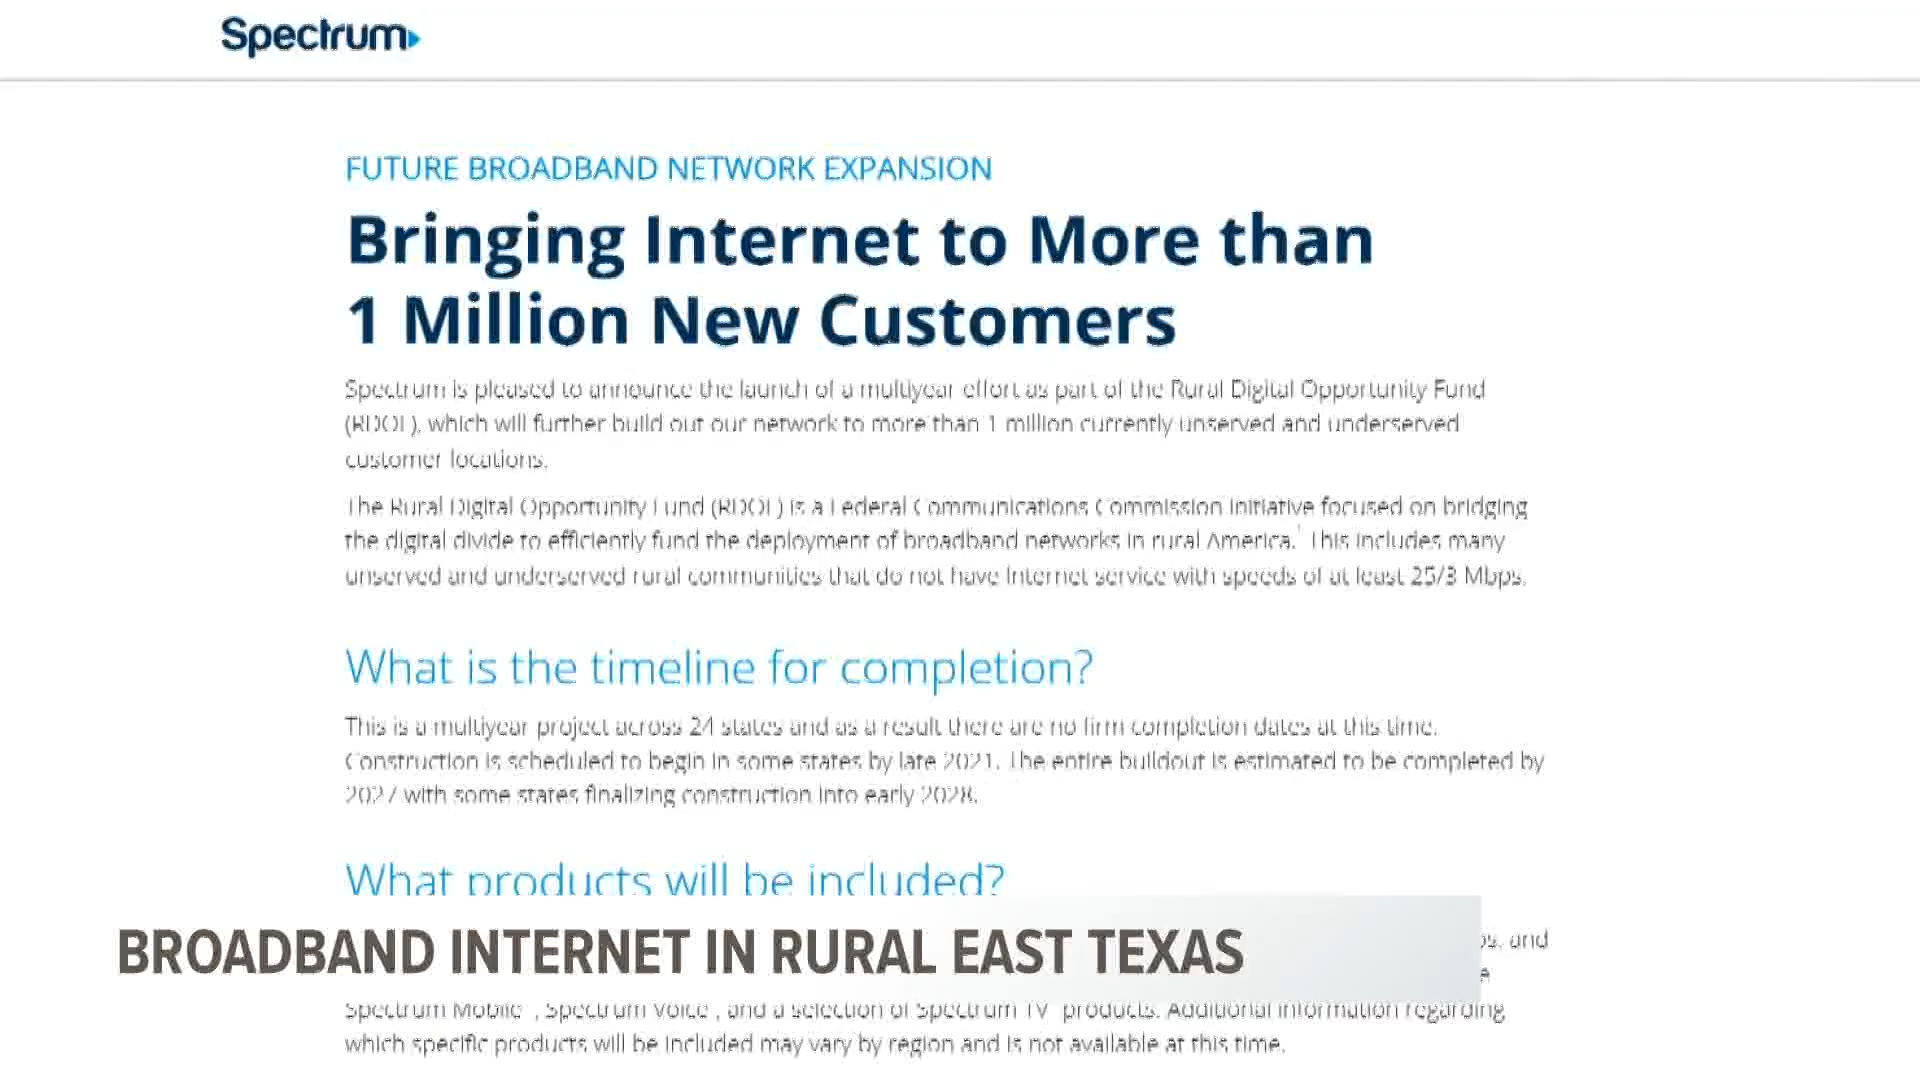 Spectrum
FUTURE BROADBAND NETWORK EXPANSION
Bringing Internet to More than
1 Million New Customers
Spectrum is pleased to announce the launch of a multiyear effort as part of the Rural Digital Opportunity Fund
(RDOF), which will further build out our network to more than 1 million currently unserved and underserved
customer locations.
The Rural Digital Opportunity Fund (RDOF) is a Federal Communications Commission initiative focused on bridging
the digital divide to efficiently fund the deployment of broadband networks in rural America. This includes many
unserved and underserved rural communities that do not have Internet service with speeds of at least 25/3 Mbps.
What is the timeline for completion?
This is a multiyear project across 24 states and as a result there are no firm completion dates at this time.
Construction is scheduled to begin in some states by late 2021. The entire buildout is estimated to be completed by
2027 with some states finalizing construction into early 2028.
What products will be included?
and
BROADBAND INTERNET IN RURAL EAST TEXAS
Spectrum Mobile , Spectrum Voice , and a selection of Spectrum TV products. Additional information regarding
which specific products will be included may vary by region and is not available at this time.